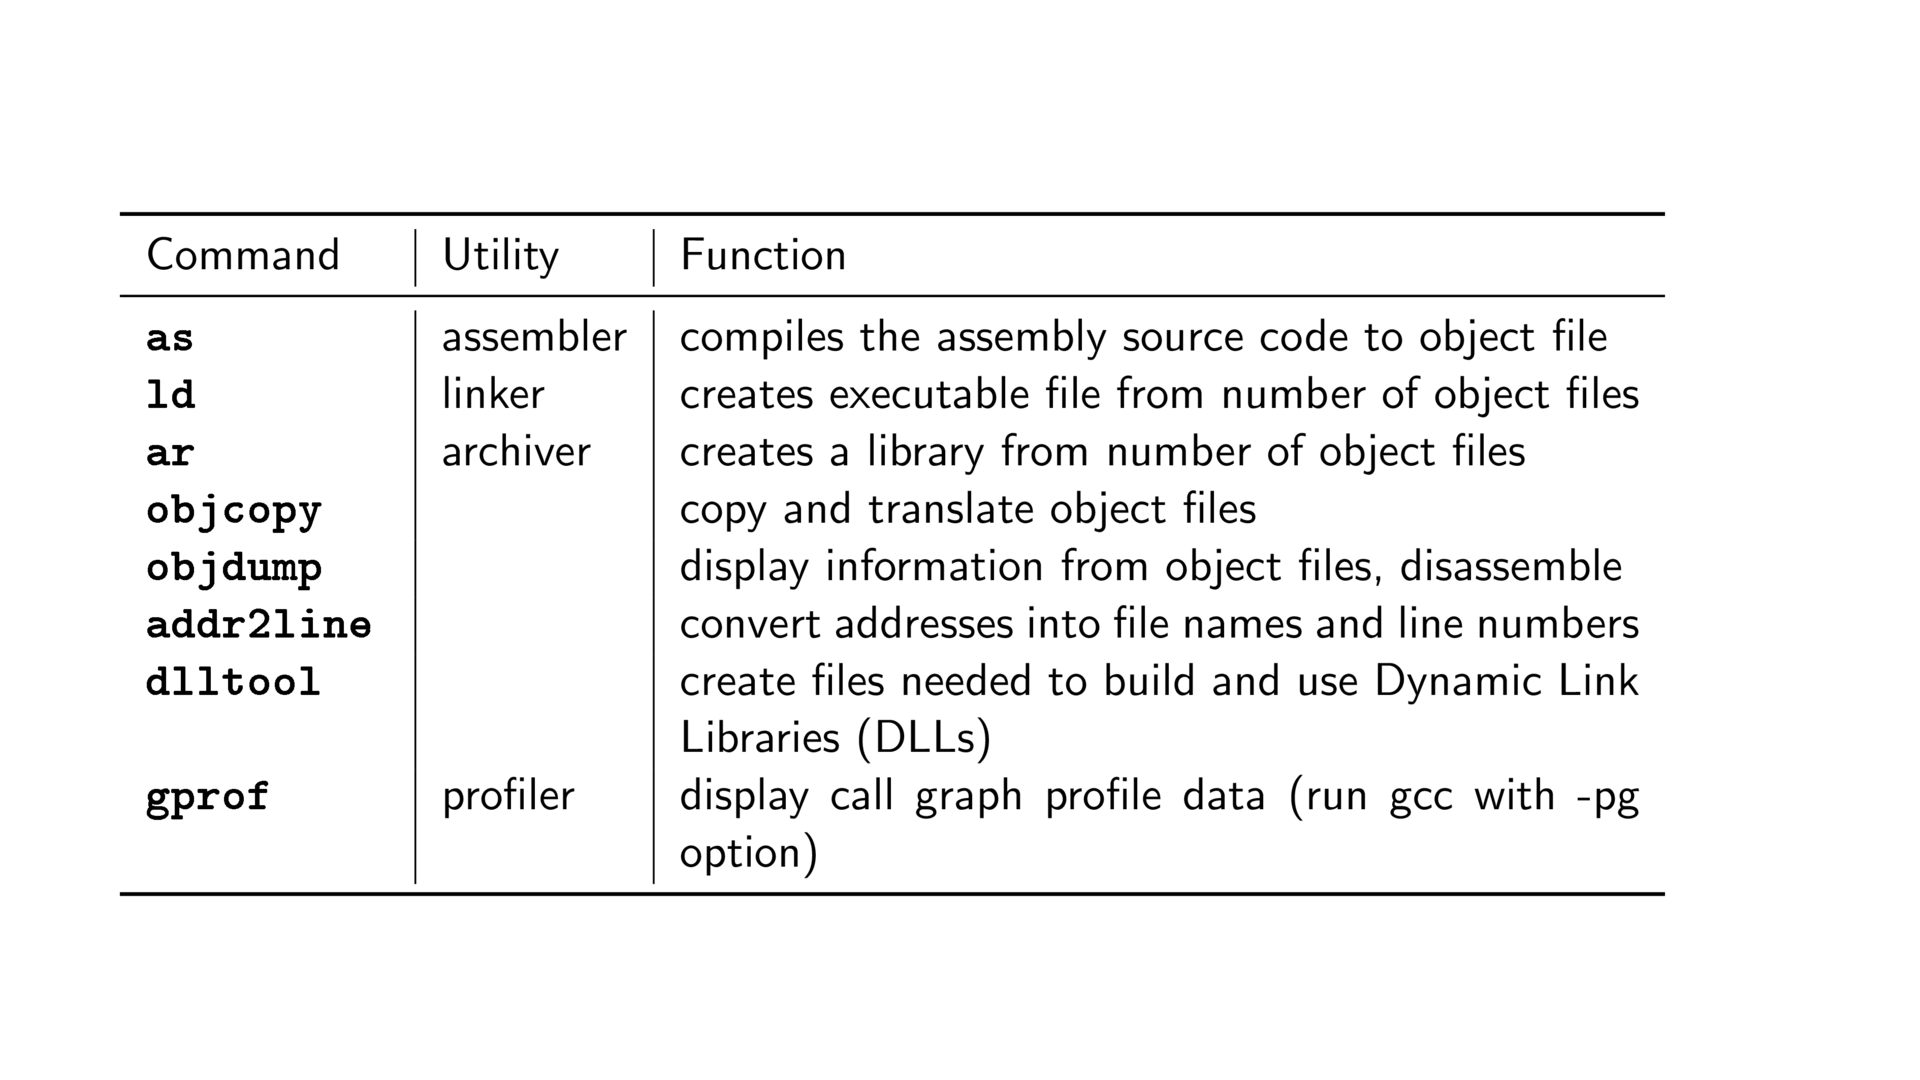 Command Utility Function
as assembler compiles the assembly source code to object file
ld linker creates executable file from number of object files
ar archiver creates a library from number of object files
objcopy copy and translate object files
objdump display information from object files, disassemble
addr2line convert addresses into file names and line numbers
dlltool create files needed to build and use Dynamic Link
Libraries (DLLs)
gprof profiler display call graph profile data (run gcc with -pg
option)